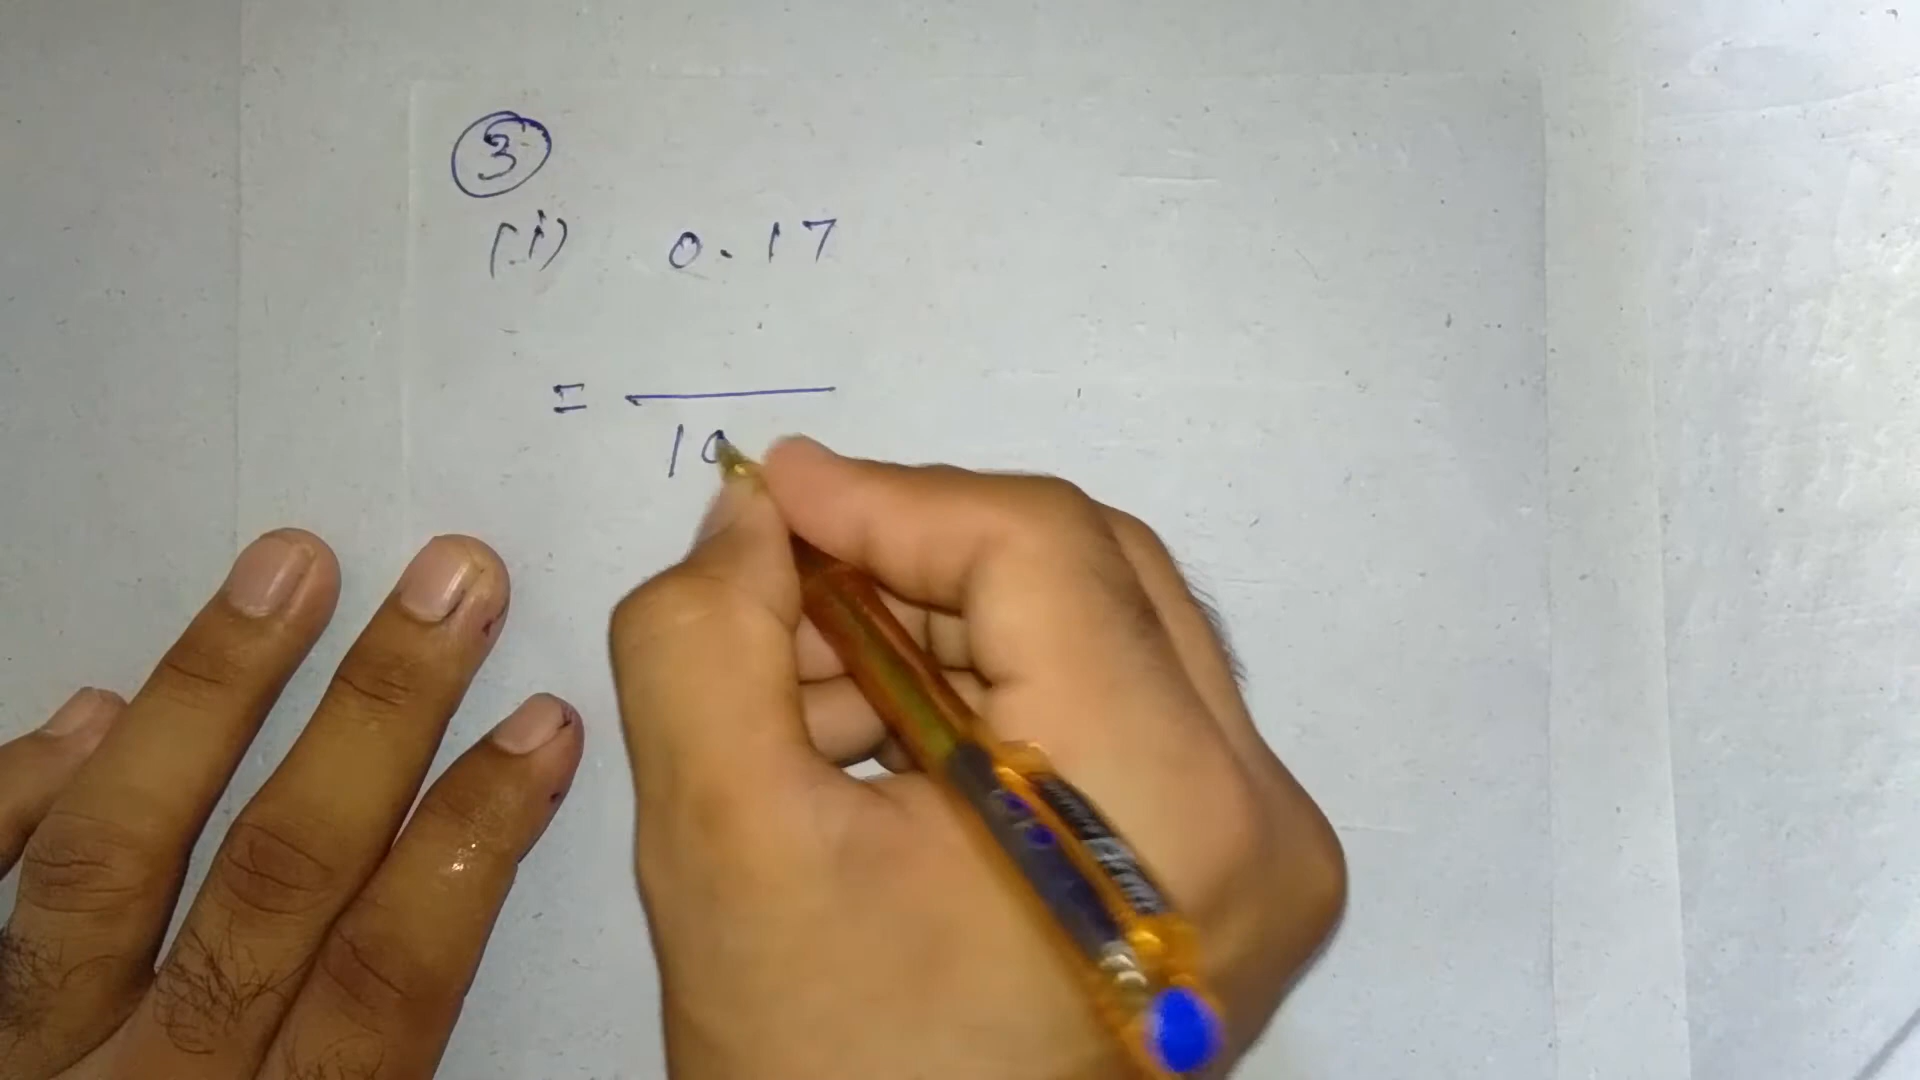 3
(i) 0.17
=
10